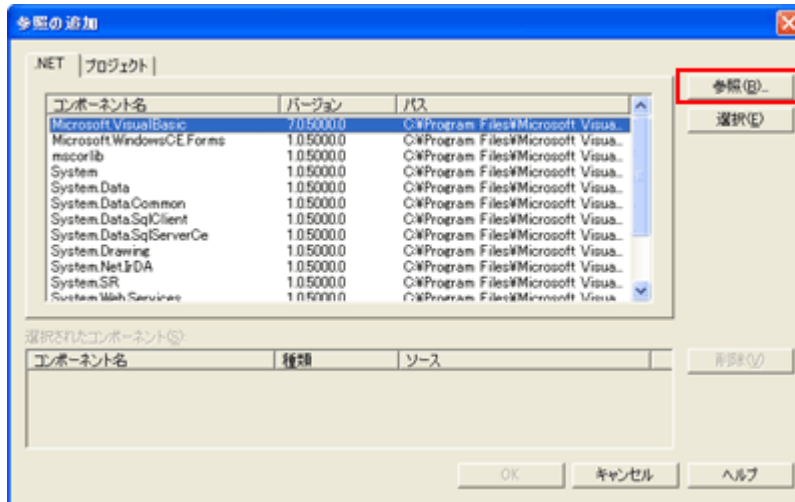 参照の追加
.NET プロジェクト
参照(B)...
コンポーネント名 バージョン パス
選択(E)
Microsoft.VisualBasic 7.0.5000.0 C:¥Program Files¥Microsoft Visua...
Microsoft.WindowsCE.Forms 1.0.5000.0 C:¥Program Files¥Microsoft Visua...
mscorlib 1.0.5000.0 C:¥Program Files¥Microsoft Visua...
System 1.0.5000.0 C:¥Program Files¥Microsoft Visua...
System.Data 1.0.5000.0 C:¥Program Files¥Microsoft Visua...
System.Data.Common 1.0.5000.0 C:¥Program Files¥Microsoft Visua...
System.Data.SqlClient 1.0.5000.0 C:¥Program Files¥Microsoft Visua...
System.Data.SqlServerCe 1.0.5000.0 C:¥Program Files¥Microsoft Visua...
System.Drawing 1.0.5000.0 C:¥Program Files¥Microsoft Visua...
System.Net.IrDA 1.0.5000.0 C:¥Program Files¥Microsoft Visua...
System.SR 1.0.5000.0 C:¥Program Files¥Microsoft Visua...
System.Web.Services 1.0.5000.0 C:¥Program Files¥Microsoft Visua...
選択されたコンポーネント(S):
コンポーネント名 種類 ソース
削除(V)
OK キャンセル ヘルプ